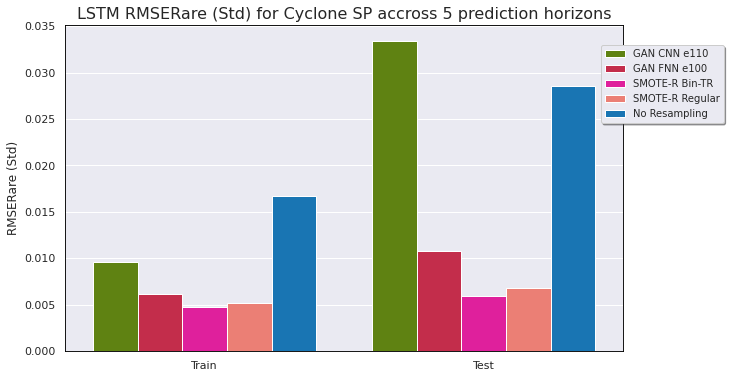 LSTM RMSERare (Std) for Cyclone SP accross 5 prediction horizons
RMSERare (Std)
0.035
0.030
0.025
0.020
0.015
0.010
0.005
0.000
Train
Test
GAN CNN e110
GAN FNN e100
SMOTE-R Bin-TR
SMOTE-R Regular
No Resampling